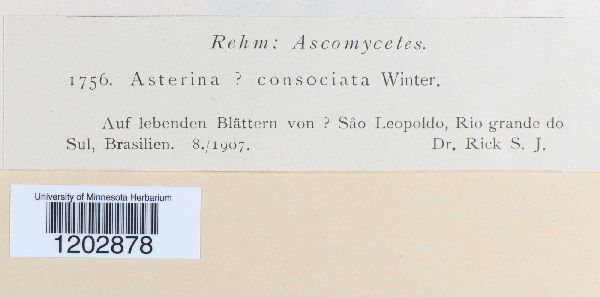 Rehm: Ascomycetes.
1756. Asterina ? consociata Winter.
Auf lebenden Blättern von ? Sâo Leopoldo, Rio grande do
Sul, Brasilien. 8./1907. Dr. Rick S. J.
University of Minnesota Herbarium
1202878